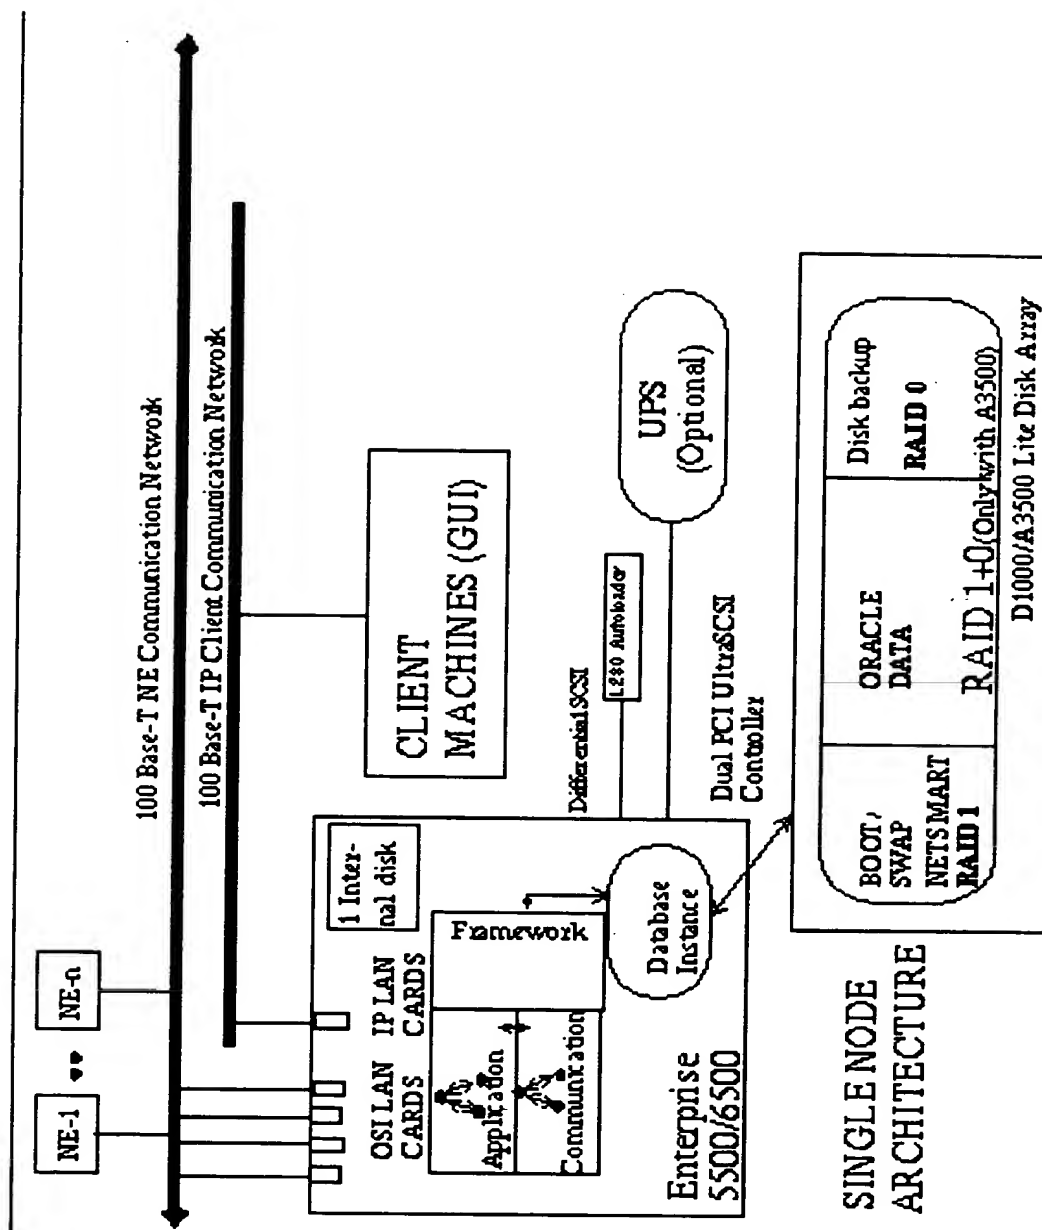 100 Base-T NE Communication Network
100 Base-T IP Client Communication Network
NE-1
NE-n
CLIENT
MACHINES (GUI)
OSI LAN
CARDS
IP LAN
CARDS
1 Inter-
nal disk
Application
Communication
Framework
Database
Instance
Enterprise
5500/6500
Differential SCSI
L280 Autoloader
UPS
(Optional)
Dual PCI UltraSCSI
Controller
BOOT/
SWAP
NETSMART
RAID 1
ORACLE
DATA
RAID 1+0(Only with A3500)
Disk backup
RAID 0
D1000/A3500 Lite Disk Array
SINGLE NODE
ARCHITECTURE